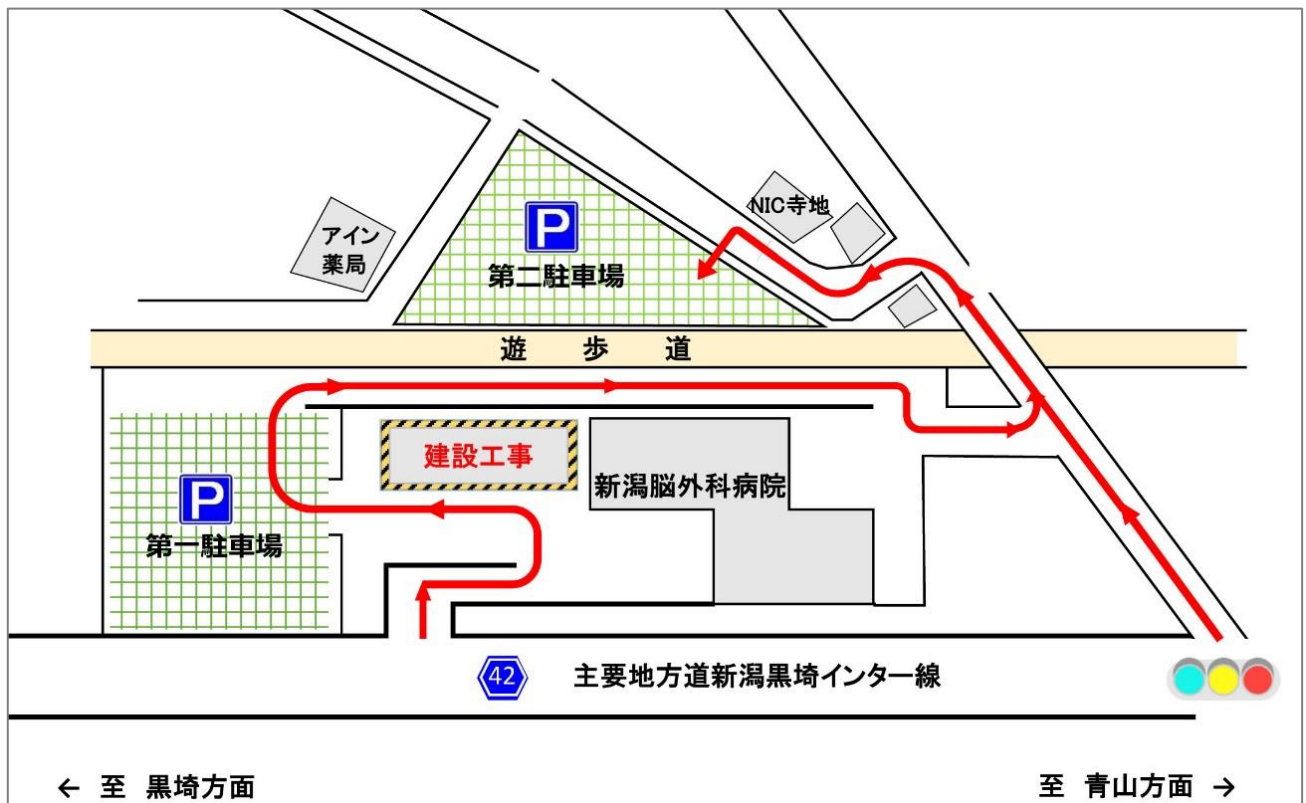 NIC寺地
アイン
薬局
P
第二駐車場
遊 歩 道
建設工事
新潟脳外科病院
P
第一駐車場
42 主要地方道新潟黒埼インター線
← 至 黒埼方面
至 青山方面 →